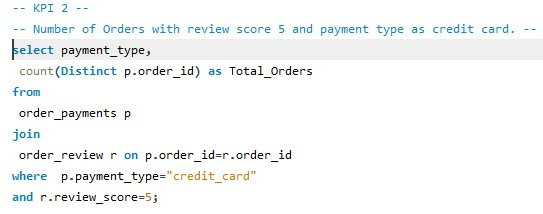 -- KPI 2 --
-- Number of Orders with review score 5 and payment type as credit card. --
select payment_type,
count(Distinct p.order_id) as Total_Orders
from
order_payments p
join
order_review r on p.order_id=r.order_id
where  p.payment_type="credit_card"
and r.review_score=5;